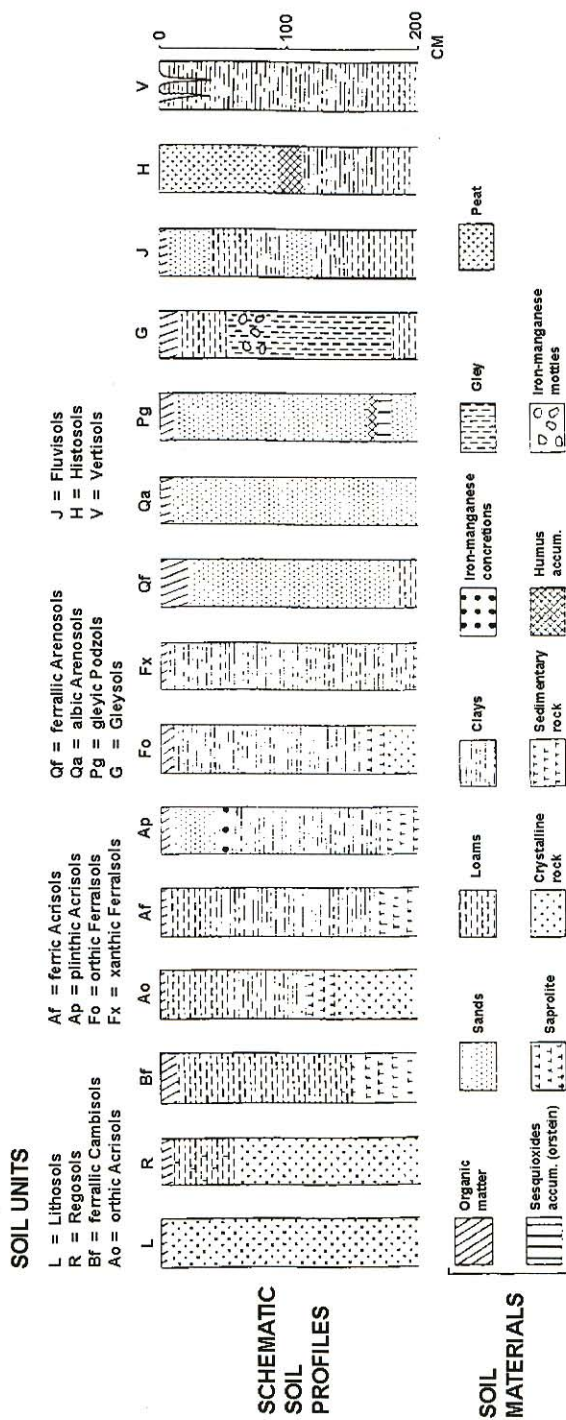 SOIL UNITS
L = Lithosols
R = Regosols
Bf = ferrallic Cambisols
Ao = orthic Acrisols
Af = ferric Acrisols
Ap = plinthic Acrisols
Fo = orthic Ferralsols
Fx = xanthic Ferralsols
Qf = ferrallic Arenosols
Qa = albic Arenosols
Pg = gleyic Podzols
G = Gleysols
J = Fluvisols
H = Histosols
V = Vertisols
L R Bf Ao Af Ap Fo Fx Qf Qa Pg G J H V
SCHEMATIC
SOIL
PROFILES
0
100
200
CM
SOIL
MATERIALS
Organic
matter
Sands
Loams
Clays
Iron-manganese
concretions
Gley
Peat
Sesquioxides
accum. (orstein)
Saprolite
Crystalline
rock
Sedimentary
rock
Humus
accum.
Iron-manganese
mottles